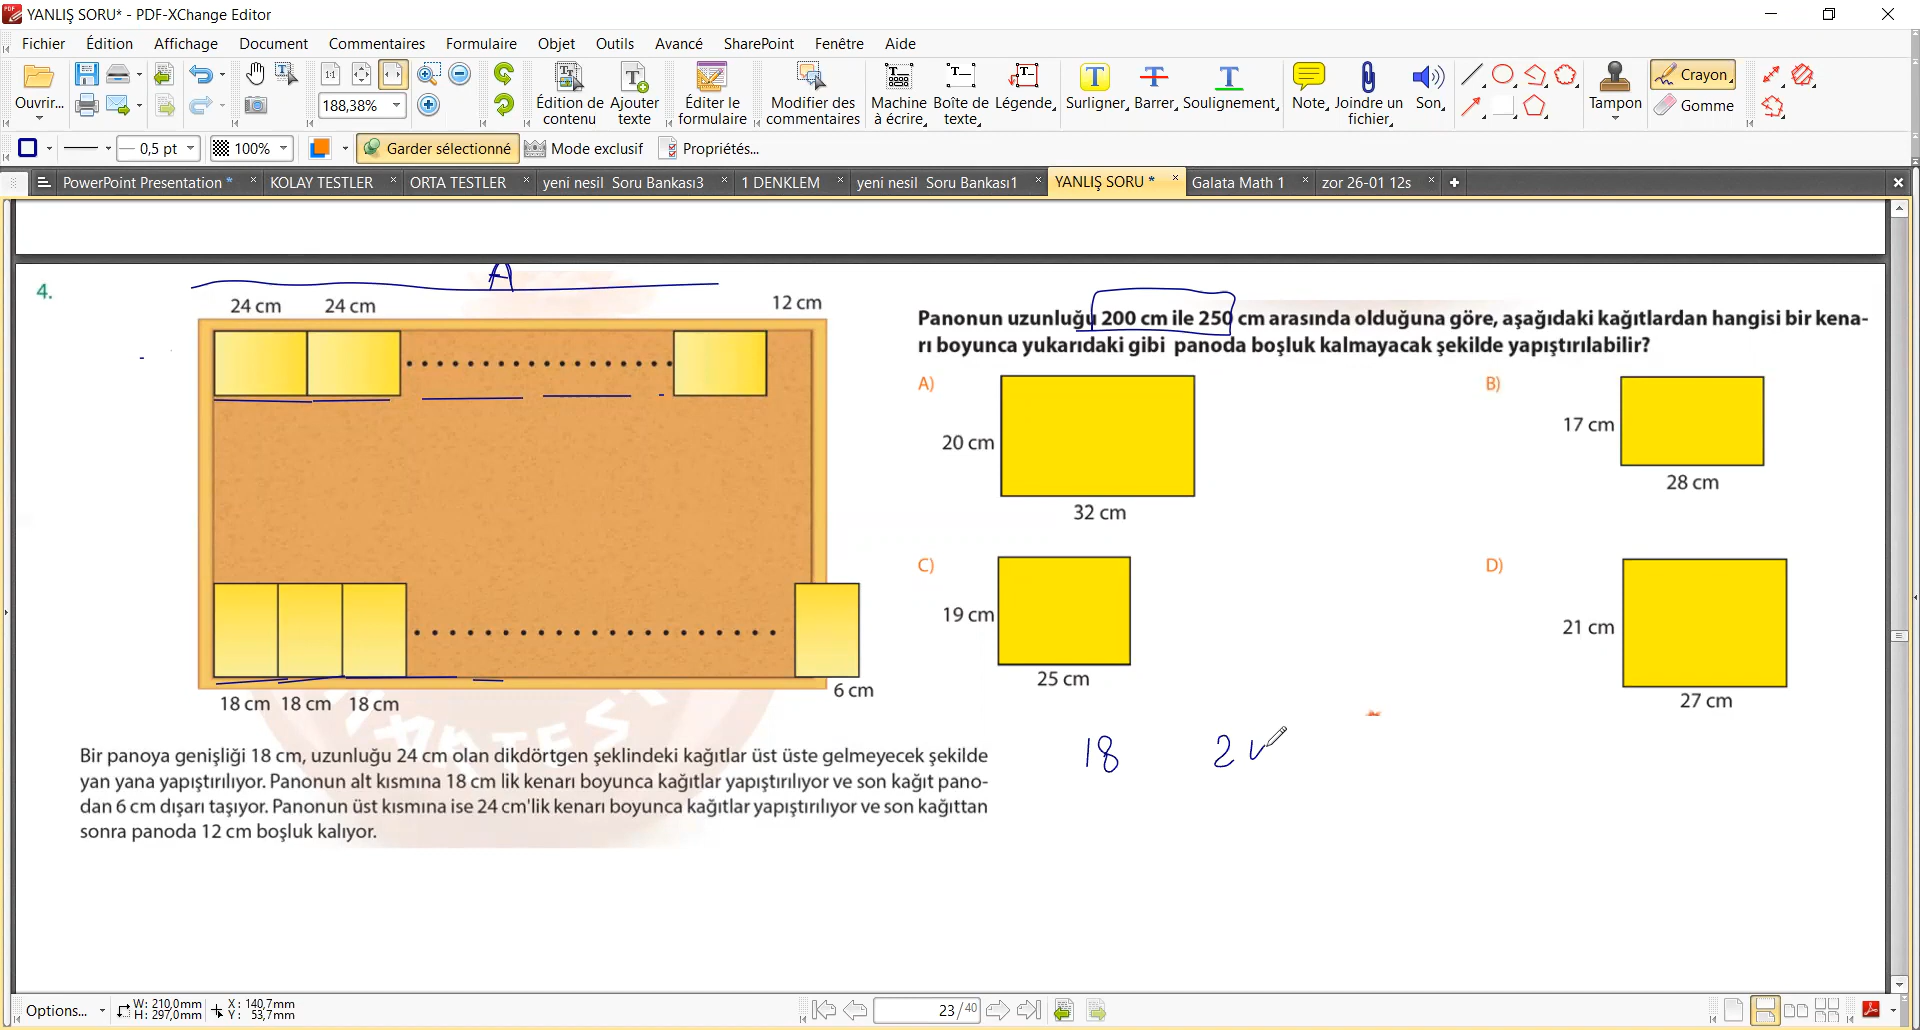 YANLIŞ SORU* - PDF-XChange Editor
Fichier Édition Affichage Document Commentaires Formulaire Objet Outils Avancé SharePoint Fenêtre Aide
Ouvrir... 188,38% Édition de contenu Ajouter texte Éditer le formulaire Modifier des commentaires Machine à écrire Boîte de texte Légende Surligner Barrer Soulignement Note Joindre un fichier Son Tampon Crayon Gomme
0,5 pt 100% Garder sélectionné Mode exclusif Propriétés...
PowerPoint Presentation * KOLAY TESTLER ORTA TESTLER yeni nesil Soru Bankası3 1 DENKLEM yeni nesil Soru Bankası1 YANLIŞ SORU * Galata Math 1 zor 26-01 12s
A
4.
24 cm 24 cm 12 cm
18 cm 18 cm 18 cm 6 cm
Bir panoya genişliği 18 cm, uzunluğu 24 cm olan dikdörtgen şeklindeki kağıtlar üst üste gelmeyecek şekilde
yan yana yapıştırılıyor. Panonun alt kısmına 18 cm lik kenarı boyunca kağıtlar yapıştırılıyor ve son kağıt pano-
dan 6 cm dışarı taşıyor. Panonun üst kısmına ise 24 cm'lik kenarı boyunca kağıtlar yapıştırılıyor ve son kağıttan
sonra panoda 12 cm boşluk kalıyor.
Panonun uzunluğu 200 cm ile 250 cm arasında olduğuna göre, aşağıdaki kağıtlardan hangisi bir kena-
rı boyunca yukarıdaki gibi panoda boşluk kalmayacak şekilde yapıştırılabilir?
A)
20 cm
32 cm
B)
17 cm
28 cm
C)
19 cm
25 cm
D)
21 cm
27 cm
18 2
Options... W: 210,0mm H: 297,0mm X: 140,7mm Y: 53,7mm 23 / 40